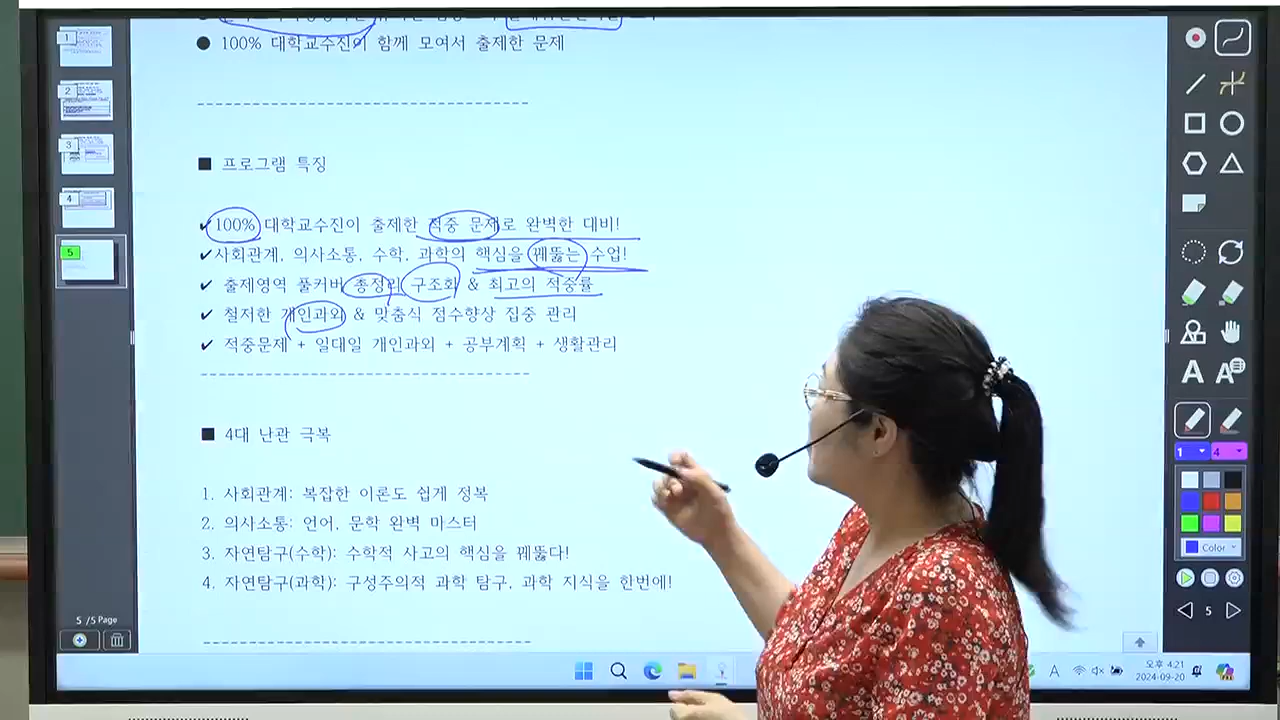 ● 100% 대학교수진이 함께 모여서 출제한 문제
■ 프로그램 특징
✔ 100% 대학교수진이 출제한 적중 문제로 완벽한 대비!
✔ 사회관계, 의사소통, 수학, 과학의 핵심을 꿰뚫는 수업!
✔ 출제영역 풀커버 총정리 구조화 & 최고의 적중률
✔ 철저한 개인과외 & 맞춤식 점수향상 집중 관리
✔ 적중문제 + 일대일 개인과외 + 공부계획 + 생활관리
■ 4대 난관 극복
1. 사회관계: 복잡한 이론도 쉽게 정복
2. 의사소통: 언어, 문학 완벽 마스터
3. 자연탐구(수학): 수학적 사고의 핵심을 꿰뚫다!
4. 자연탐구(과학): 구성주의적 과학 탐구, 과학 지식을 한번에!
1
2
3
4
5
5 /5 Page
A A
1 4
Color
5
A 오후 4:21
2024-09-20